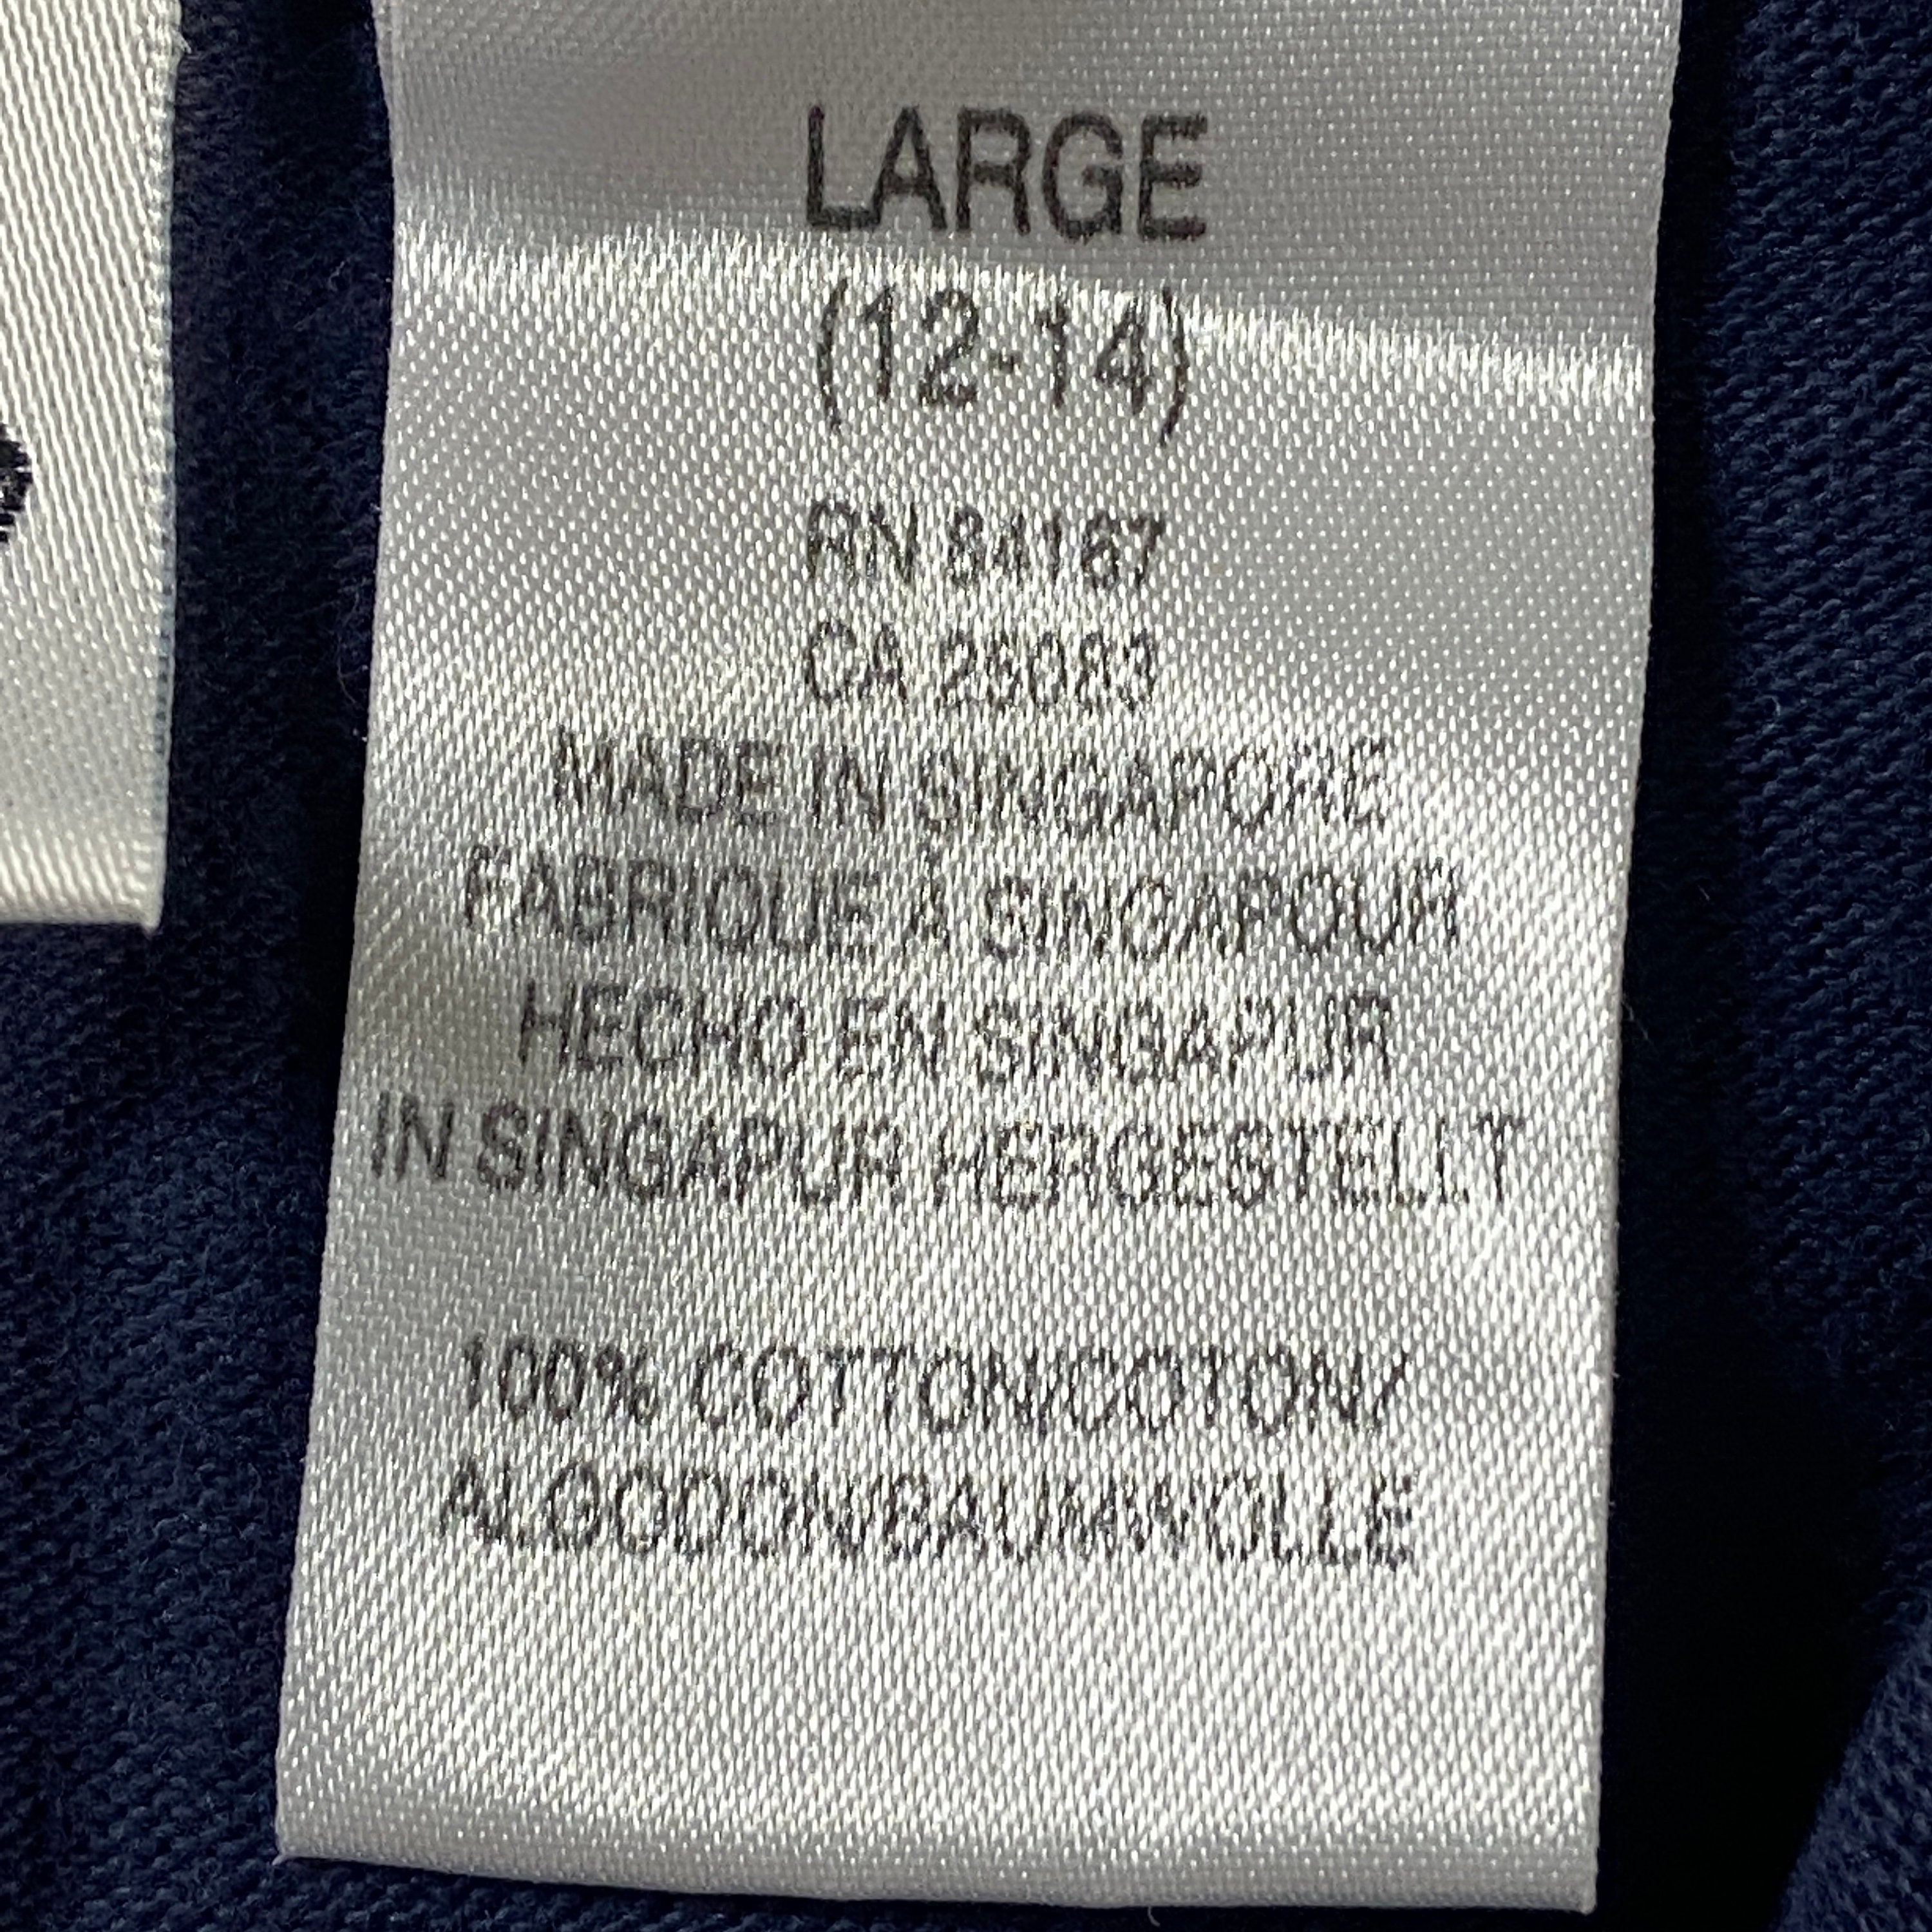 LARGE
(12-14)
RN 84167
CA 25083
MADE IN SINGAPORE
FABRIQUE À SINGAPOUR
HECHO EN SINGAPUR
IN SINGAPUR HERGESTELLT
100% COTTON/COTON/
ALGODON/BAUMWOLLE